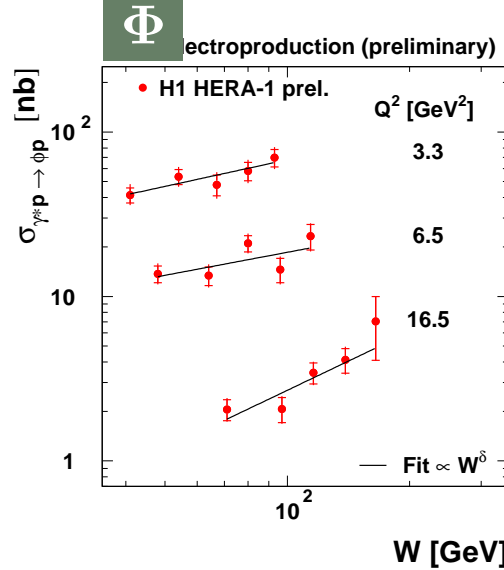 Φ
lectroproduction (preliminary)
H1 HERA-1 prel.
Q² [GeV²]
3.3
6.5
16.5
σ_γ*p → ϕp [nb]
10²
10
1
Fit ∝ W^δ
10²
W [GeV]